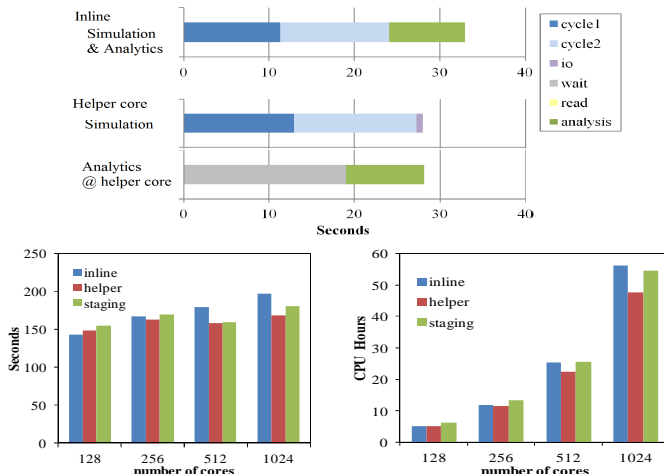 Inline
Simulation
& Analytics
0 10 20 30 40
cycle1
cycle2
io
wait
read
analysis
Helper core
Simulation
Analytics
@ helper core
0 10 20 30 40
Seconds
250
200
150
100
50
0
Seconds
inline
helper
staging
128 256 512 1024
number of cores
60
50
40
30
20
10
0
CPU Hours
inline
helper
staging
128 256 512 1024
number of cores